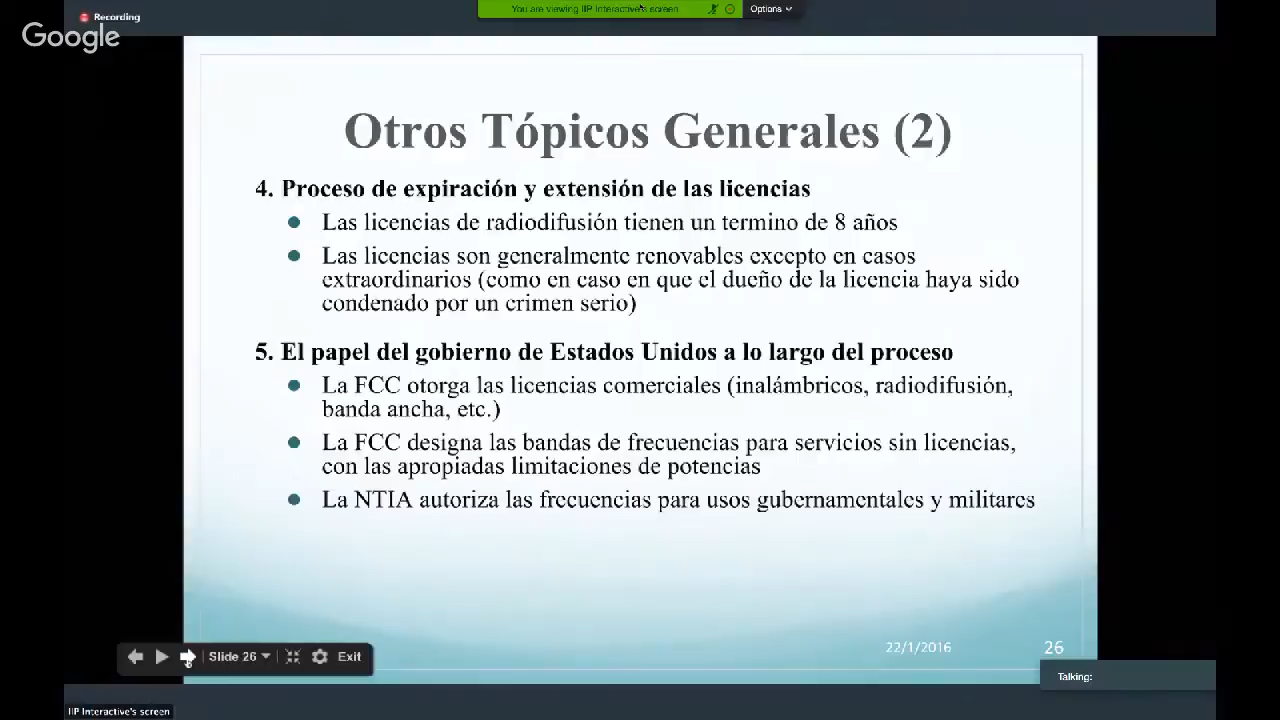 Recording
You are viewing IIP Interactive's screen
Options
Google
Otros Tópicos Generales (2)
4. Proceso de expiración y extensión de las licencias
Las licencias de radiodifusión tienen un termino de 8 años
Las licencias son generalmente renovables excepto en casos
extraordinarios (como en caso en que el dueño de la licencia haya sido
condenado por un crimen serio)
5. El papel del gobierno de Estados Unidos a lo largo del proceso
La FCC otorga las licencias comerciales (inalámbricos, radiodifusión,
banda ancha, etc.)
La FCC designa las bandas de frecuencias para servicios sin licencias,
con las apropiadas limitaciones de potencias
La NTIA autoriza las frecuencias para usos gubernamentales y militares
22/1/2016
26
Slide 26
Exit
Talking:
IIP Interactive's screen